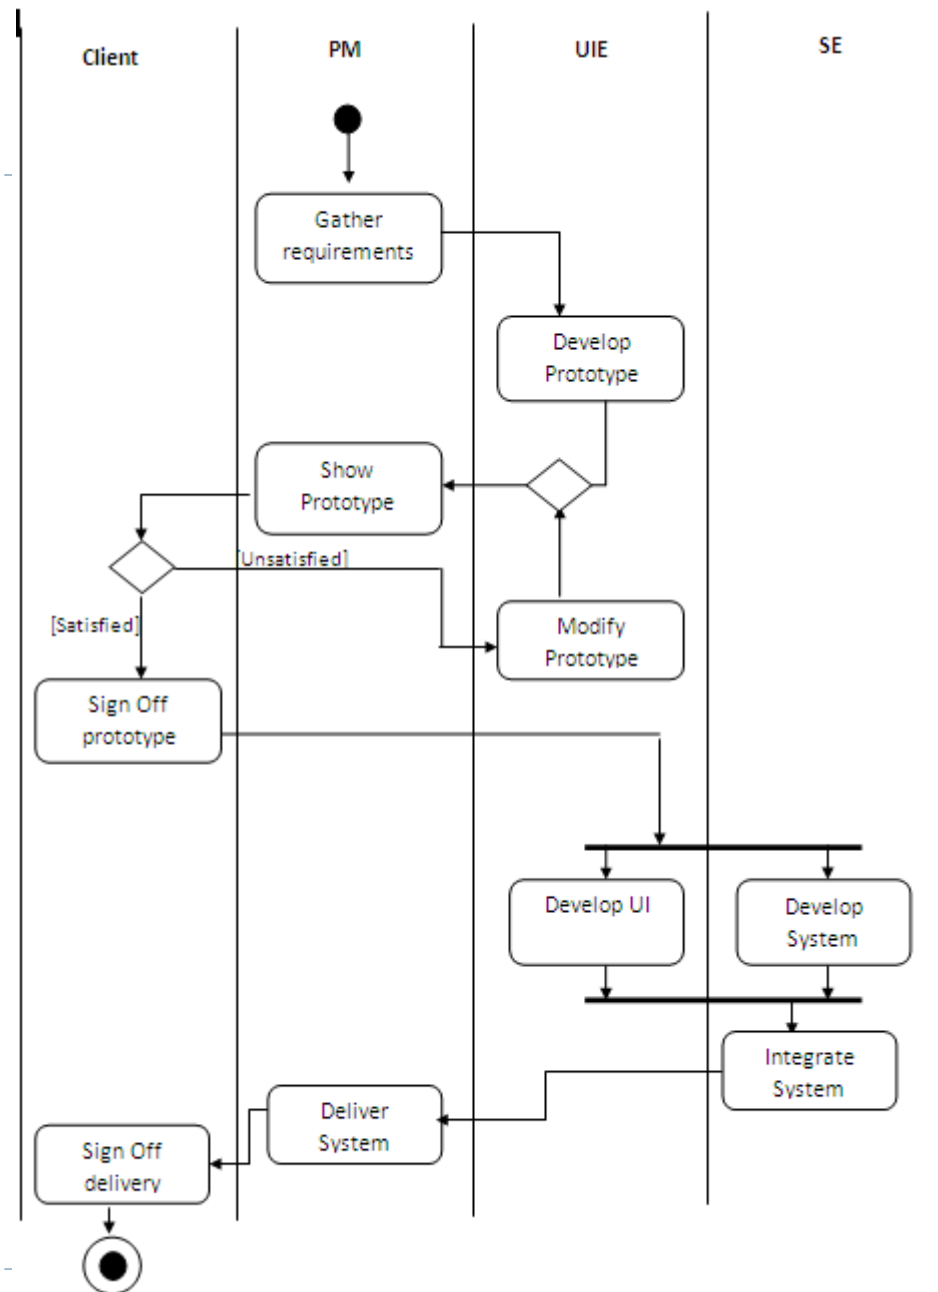 Client
PM
UIE
SE
Gather
requirements
Develop
Prototype
Show
Prototype
[Unsatisfied]
[Satisfied]
Modify
Prototype
Sign Off
prototype
Develop UI
Develop
System
Integrate
System
Deliver
System
Sign Off
delivery